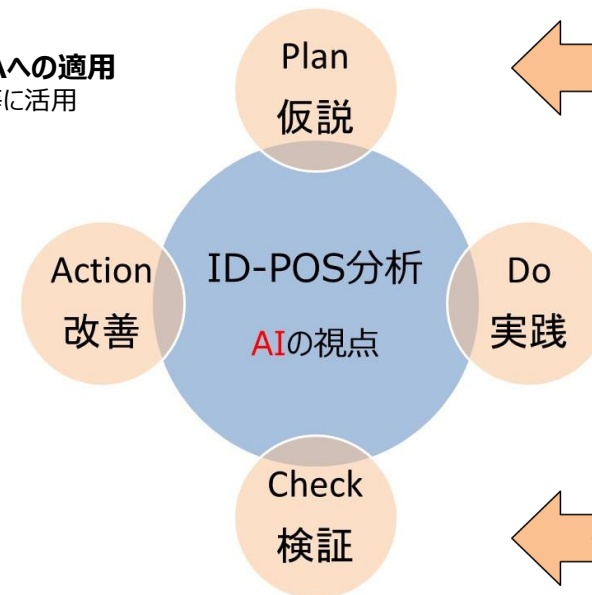 Aへの適用
に活用
Plan
仮説
Action
改善
ID-POS分析
AIの視点
Do
実践
Check
検証